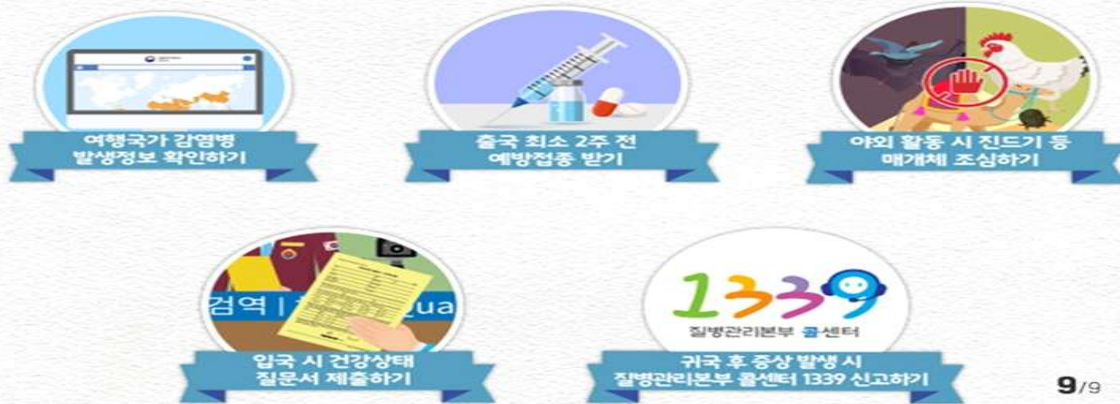 여행국가 감염병
발생정보 확인하기
출국 최소 2주 전
예방접종 받기
야외 활동 시 진드기 등
매개체 조심하기
검역 |
입국 시 건강상태
질문서 제출하기
1339
질병관리본부 콜센터
귀국 후 증상 발생 시
질병관리본부 콜센터 1339 신고하기
9/9